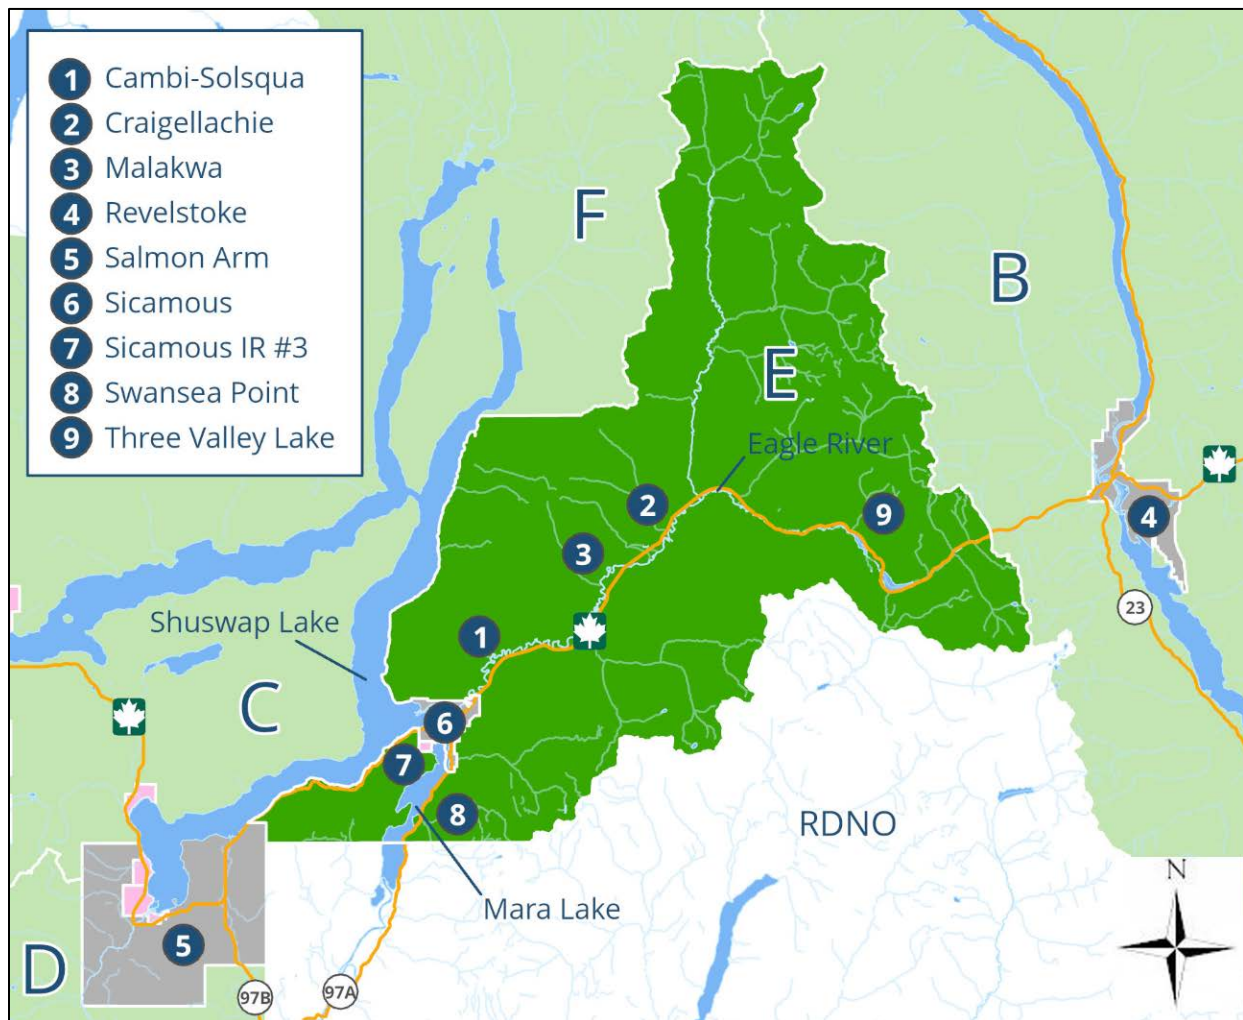 1 Cambi-Solsqua
2 Craigellachie
3 Malakwa
4 Revelstoke
5 Salmon Arm
6 Sicamous
7 Sicamous IR #3
8 Swansea Point
9 Three Valley Lake
F
B
E
Eagle River
2
9
4
3
23
Shuswap Lake
1
C
6
7
8
RDNO
N
Mara Lake
5
D
97B
97A